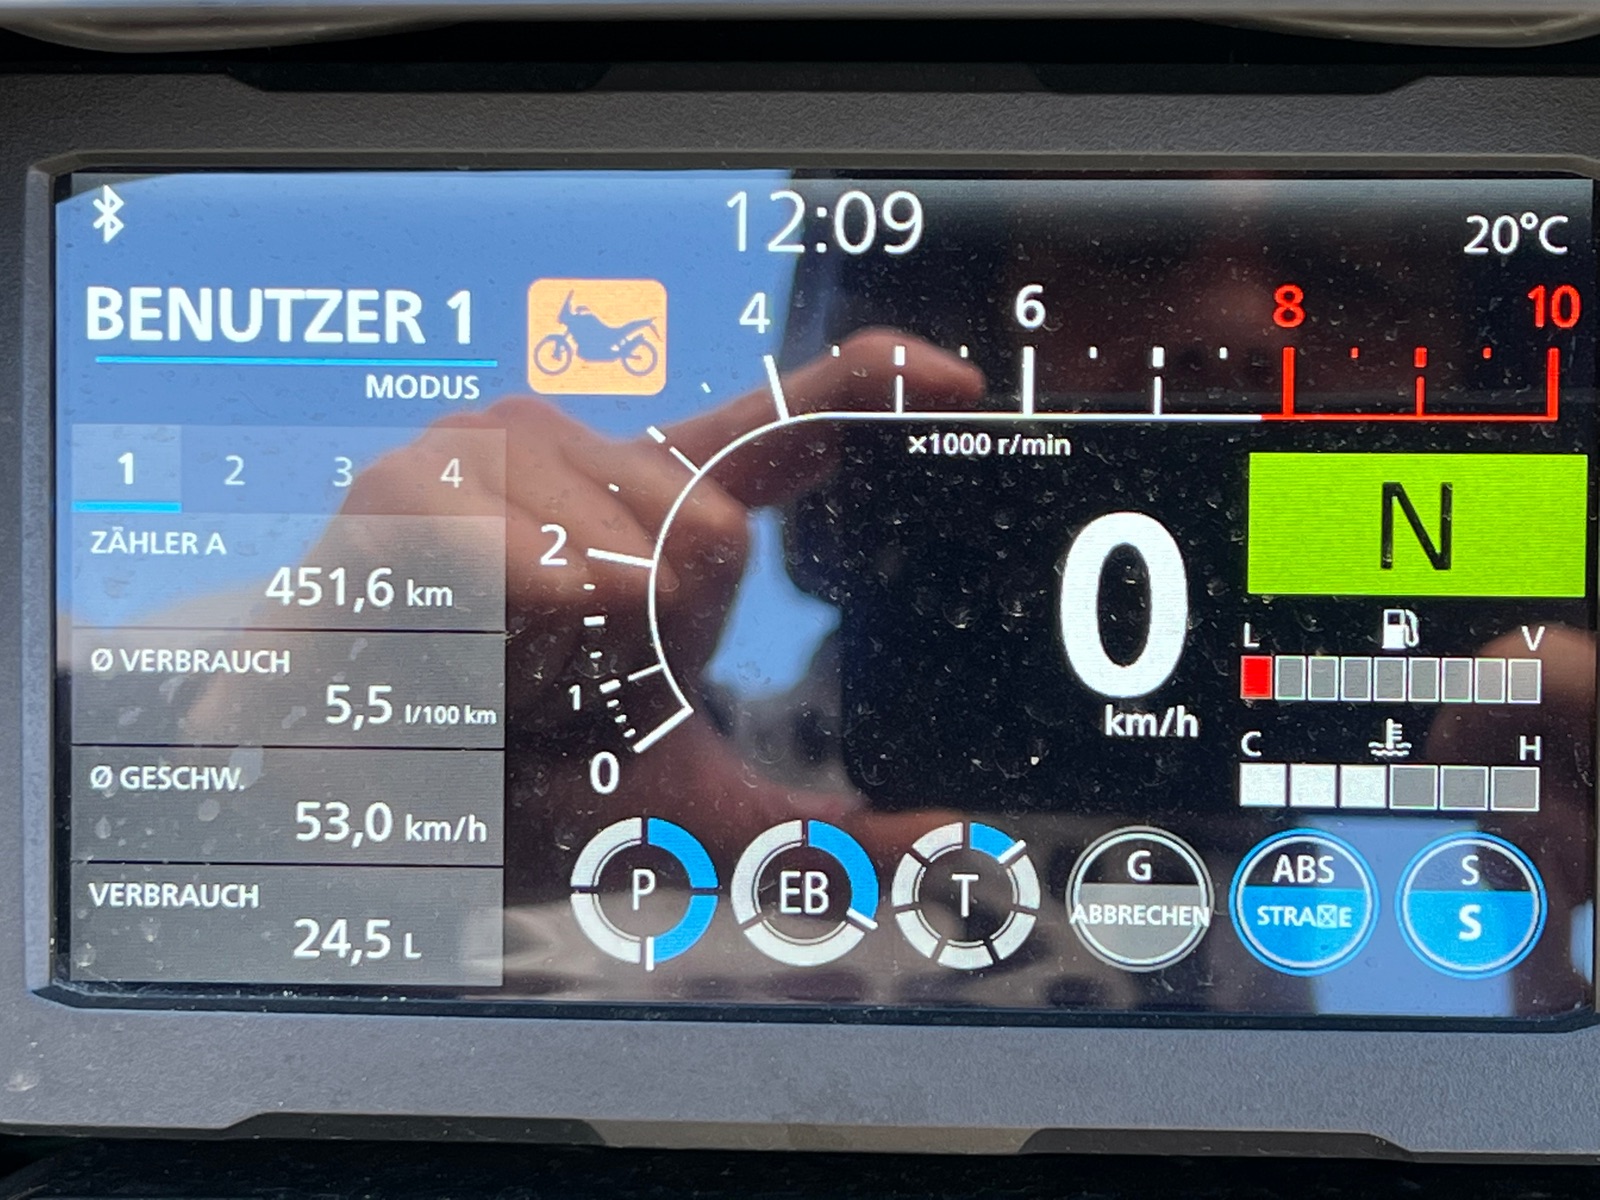 12:09
20°C
BENUTZER 1
MODUS
1 2 3 4
ZÄHLER A
451,6 km
Ø VERBRAUCH
5,5 l/100 km
Ø GESCHW.
53,0 km/h
VERBRAUCH
24,5 L
0
1
2
4
6
8
10
×1000 r/min
N
0
km/h
L V
C H
P
EB
T
G
ABBRECHEN
ABS
STRA☒E
S
S